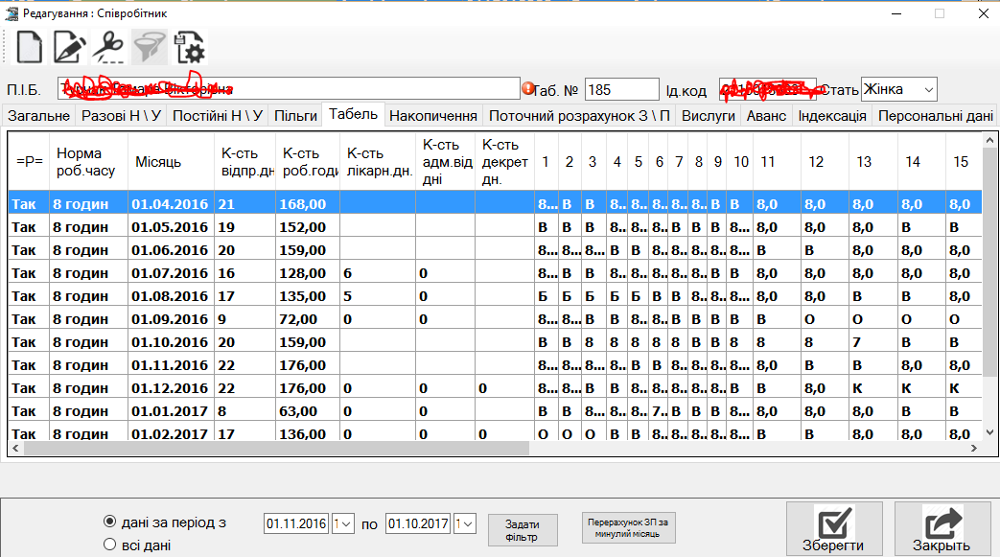 Редагування : Співробітник
П.І.Б. Вікторівна Таб. № 185 Ід.код Стать Жінка
Загальне Разові Н \ У Постійні Н \ У Пільги Табель Накопичення Поточний розрахунок З \ П Вислуги Аванс Індексація Персональні дані
=Р= Норма роб.часу Місяць К-сть відпр.дн К-сть роб.годи К-сть лікарн.дн. К-сть адм.від дні К-сть декрет дн. 1 2 3 4 5 6 7 8 9 10 11 12 13 14 15
Так 8 годин 01.04.2016 21 168,00 8... В В 8.. 8.. 8.. 8.. 8.. В В 8,0 8,0 8,0 8,0 8,0
Так 8 годин 01.05.2016 19 152,00 В В В 8.. 8.. 8.. В В В 8... 8,0 8,0 8,0 В В
Так 8 годин 01.06.2016 20 159,00 8... 8... 8... В В 8.. 8.. 8.. 8.. 8... В В 8,0 8,0 8,0
Так 8 годин 01.07.2016 16 128,00 6 0 8... В В 8.. 8.. 8.. 8.. 8.. В В 8,0 8,0 8,0 8,0 8,0
Так 8 годин 01.08.2016 17 135,00 5 0 Б Б Б Б Б В В 8.. 8.. 8... 8,0 8,0 В В 8,0
Так 8 годин 01.09.2016 9 72,00 0 0 8... 8... В В 8.. 8.. 8.. В В В В О О О О
Так 8 годин 01.10.2016 20 159,00 В В 8 8 8 8 8 В В 8 8 8 7 В В
Так 8 годин 01.11.2016 22 176,00 8... 8... 8... 8.. В В 8.. 8.. 8.. 8... 8,0 В В 8,0 8,0
Так 8 годин 01.12.2016 22 176,00 0 0 0 8... 8... В В 8.. 8.. 8.. 8.. 8.. В В 8,0 К К К
Так 8 годин 01.01.2017 8 63,00 0 0 В В 8... 8.. 8.. 7.. В В В 8... 8,0 8,0 8,0 В В
Так 8 годин 01.02.2017 17 136,00 0 0 0 О О О В В 8.. 8.. 8.. 8.. 8... В В 8,0 8,0 8,0
дані за період з 01.11.2016 1 по 01.10.2017 1 Задати фільтр Перерахунок ЗП за минулий місяць Зберегти Закрыть
всі дані